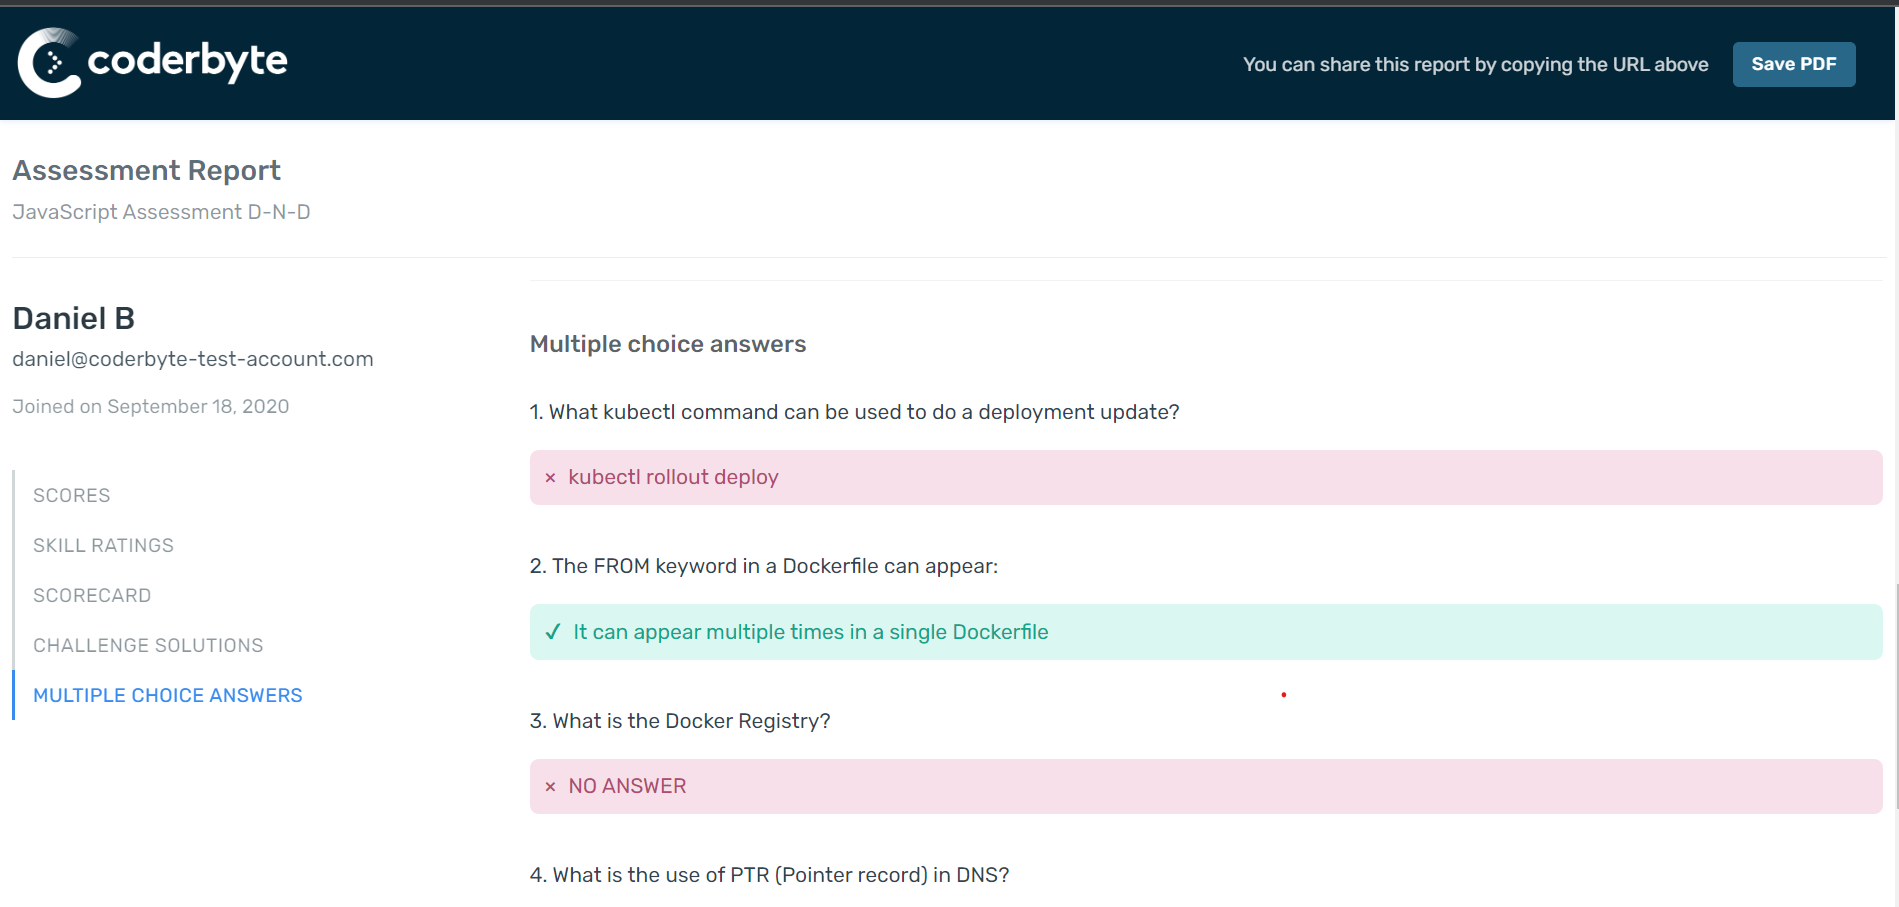 coderbyte
You can share this report by copying the URL above
Save PDF
Assessment Report
JavaScript Assessment D-N-D
Daniel B
daniel@coderbyte-test-account.com
Joined on September 18, 2020
SCORES
SKILL RATINGS
SCORECARD
CHALLENGE SOLUTIONS
MULTIPLE CHOICE ANSWERS
Multiple choice answers
1. What kubectl command can be used to do a deployment update?
× kubectl rollout deploy
2. The FROM keyword in a Dockerfile can appear:
✓ It can appear multiple times in a single Dockerfile
3. What is the Docker Registry?
× NO ANSWER
4. What is the use of PTR (Pointer record) in DNS?